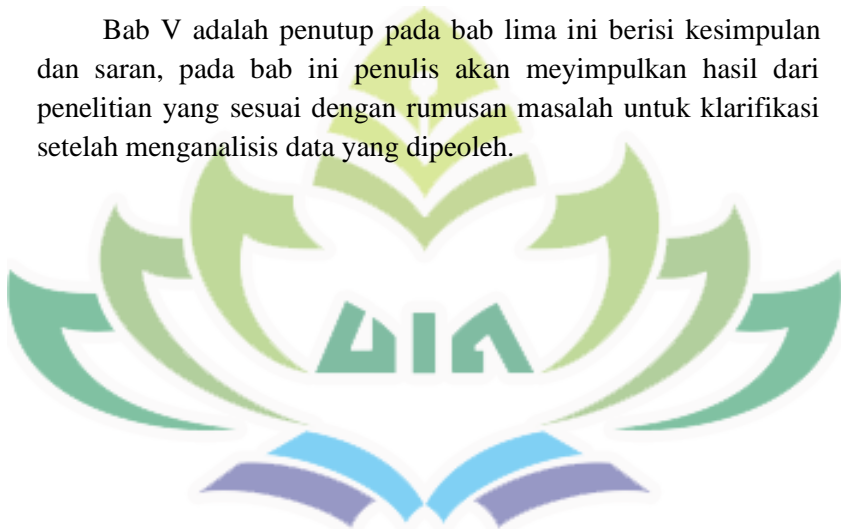 Bab V adalah penutup pada bab lima ini berisi kesimpulan
dan saran, pada bab ini penulis akan meyimpulkan hasil dari
penelitian yang sesuai dengan rumusan masalah untuk klarifikasi
setelah menganalisis data yang dipeoleh.
UIN